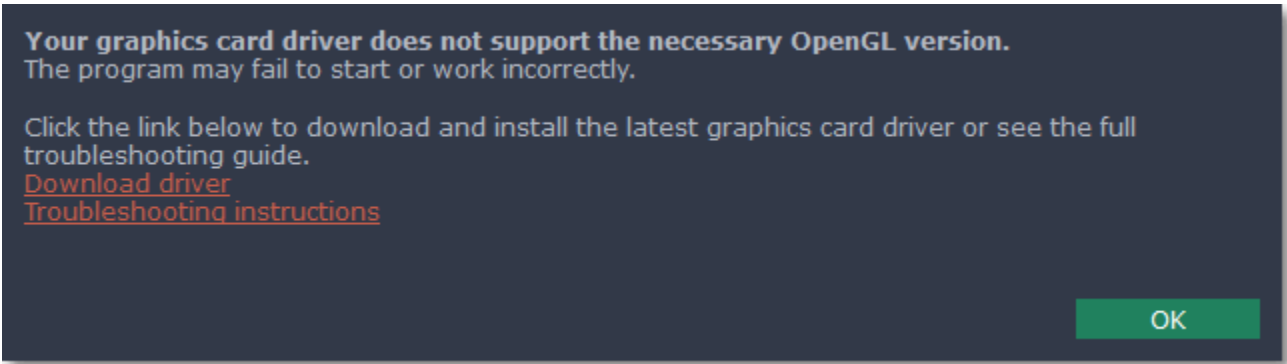 Your graphics card driver does not support the necessary OpenGL version.
The program may fail to start or work incorrectly.
Click the link below to download and install the latest graphics card driver or see the full
troubleshooting guide.
Download driver
Troubleshooting instructions
OK